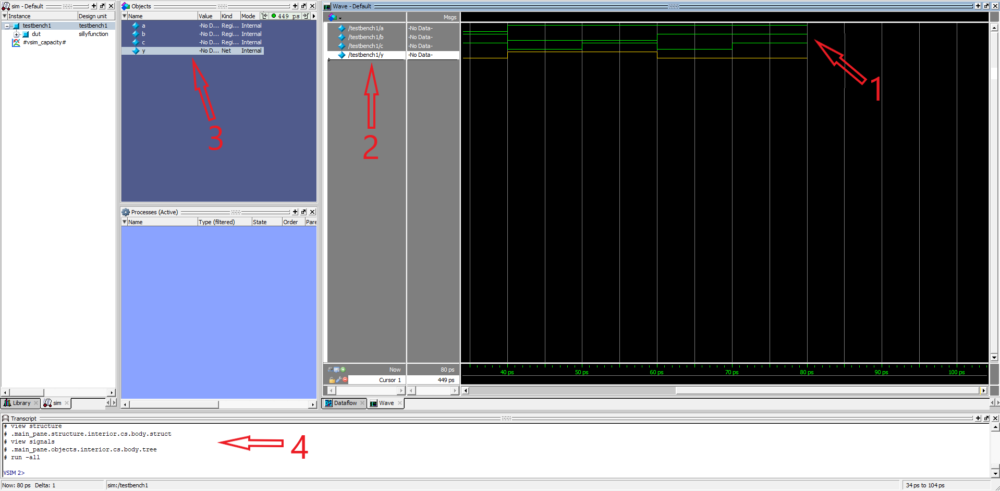 sim - Default
Instance Design unit
testbench1 testbench1
dut sillyfunction
#vsim_capacity#
Library sim
Objects
Name Value Kind Mode 449 ps
a -No D... Regi... Internal
b -No D... Regi... Internal
c -No D... Regi... Internal
y -No D... Net Internal
3
Processes (Active)
Name Type (filtered) State Order Pare
Wave - Default
Msgs
/testbench1/a -No Data-
/testbench1/b -No Data-
/testbench1/c -No Data-
/testbench1/y -No Data-
1
2
Now 80 ps
40 ps 50 ps 60 ps 70 ps 80 ps 90 ps 100 ps
Cursor 1 449 ps
Dataflow Wave
Transcript
# view structure
# .main_pane.structure.interior.cs.body.struct
# view signals
# .main_pane.objects.interior.cs.body.tree
# run -all
4
VSIM 2>
Now: 80 ps Delta: 1 sim:/testbench1 34 ps to 104 ps